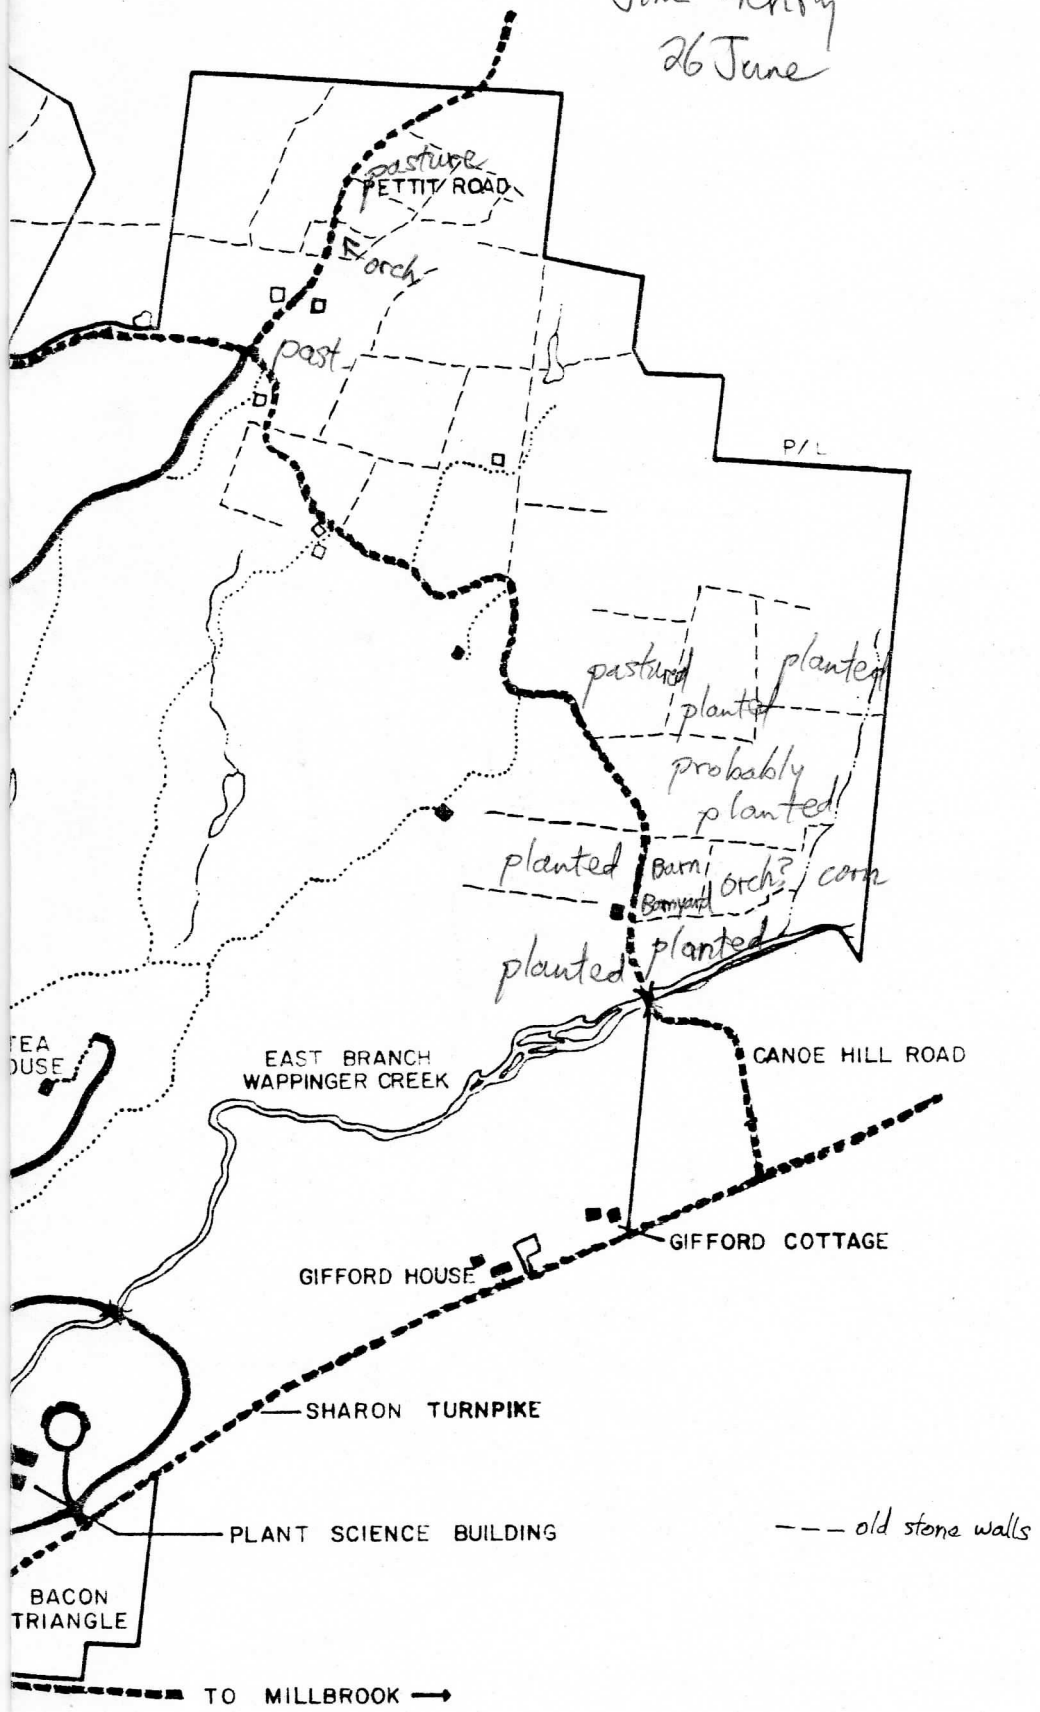 26 June
pasture
PETTIT ROAD
orch
past
P/L
pastured
planted
planted
probably
planted
planted
Barn
Barnyard
orch?
corn
planted
planted
TEA
OUSE
EAST BRANCH
WAPPINGER CREEK
CANOE HILL ROAD
GIFFORD COTTAGE
GIFFORD HOUSE
SHARON TURNPIKE
PLANT SCIENCE BUILDING
--- old stone walls
BACON
TRIANGLE
TO MILLBROOK →